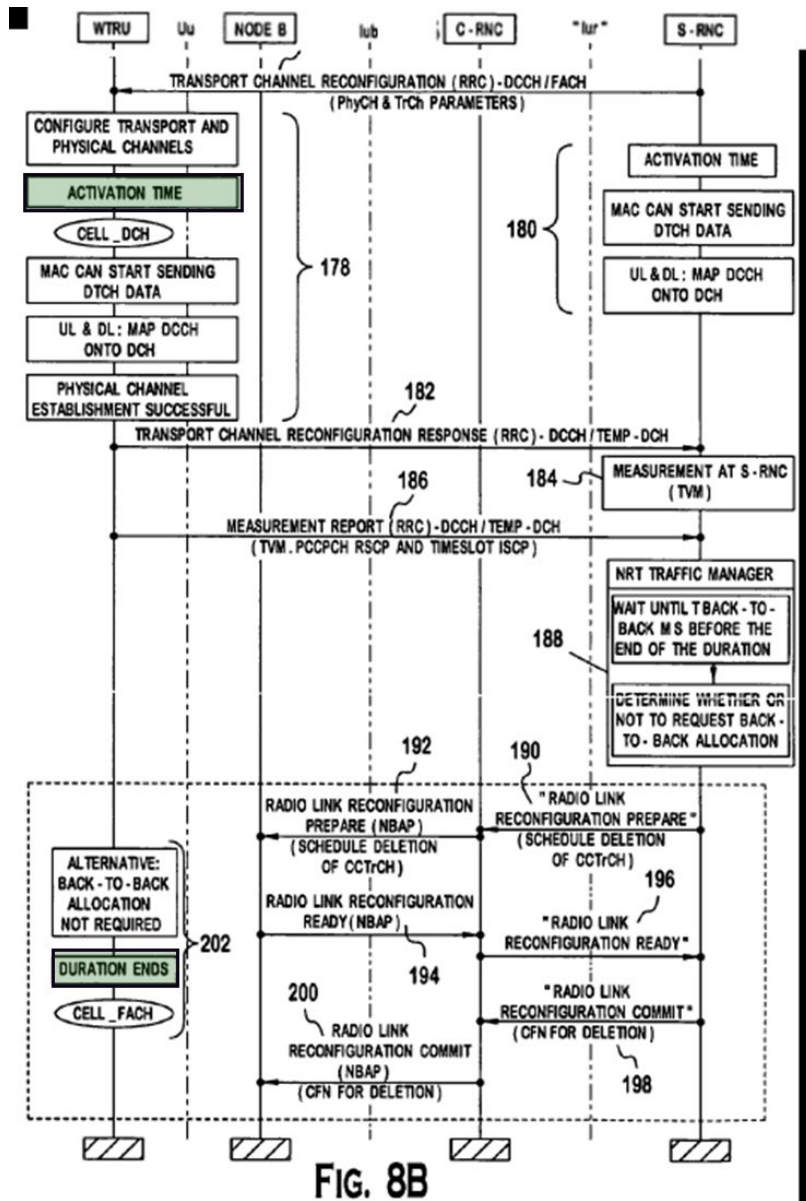 WTRU Uu NODE B Iub C-RNC "Iur" S-RNC
TRANSPORT CHANNEL RECONFIGURATION (RRC)-DCCH/FACH
(PhyCH & TrCh PARAMETERS)
CONFIGURE TRANSPORT AND
PHYSICAL CHANNELS
ACTIVATION TIME
CELL_DCH
MAC CAN START SENDING
DTCH DATA
UL & DL: MAP DCCH
ONTO DCH
PHYSICAL CHANNEL
ESTABLISHMENT SUCCESSFUL
178
180
ACTIVATION TIME
MAC CAN START SENDING
DTCH DATA
UL & DL: MAP DCCH
ONTO DCH
182
TRANSPORT CHANNEL RECONFIGURATION RESPONSE (RRC)-DCCH/TEMP-DCH
184
MEASUREMENT AT S-RNC
(TVM)
186
MEASUREMENT REPORT (RRC)-DCCH/TEMP-DCH
(TVM.PCCPCH RSCP AND TIMESLOT ISCP)
NRT TRAFFIC MANAGER
WAIT UNTIL T BACK-TO-
BACK MS BEFORE THE
END OF THE DURATION
188
DETERMINE WHETHER OR
NOT TO REQUEST BACK-
TO-BACK ALLOCATION
192
190
RADIO LINK RECONFIGURATION
PREPARE (NBAP)
(SCHEDULE DELETION
OF CCTrCH)
"RADIO LINK
RECONFIGURATION PREPARE"
(SCHEDULE DELETION
OF CCTrCH)
ALTERNATIVE:
BACK-TO-BACK
ALLOCATION
NOT REQUIRED
DURATION ENDS
CELL_FACH
202
RADIO LINK RECONFIGURATION
READY (NBAP)
194
196
"RADIO LINK
RECONFIGURATION READY"
200
RADIO LINK
RECONFIGURATION COMMIT
(NBAP)
(CFN FOR DELETION)
"RADIO LINK
RECONFIGURATION COMMIT"
(CFN FOR DELETION)
198
FIG. 8B